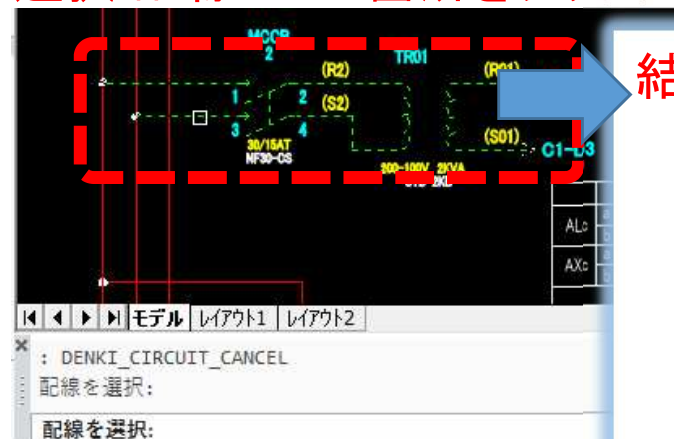 MCCB
2
TR01
(R2)
(R01)
1
2
(S2)
3
4
(S01)
C1-D3
30/15AT
NF30-CS
200-100V 2KVA
結
ALc
a
b
AXc
a
b
モデル
レイアウト1
レイアウト2
: DENKI_CIRCUIT_CANCEL
配線を選択:
配線を選択: